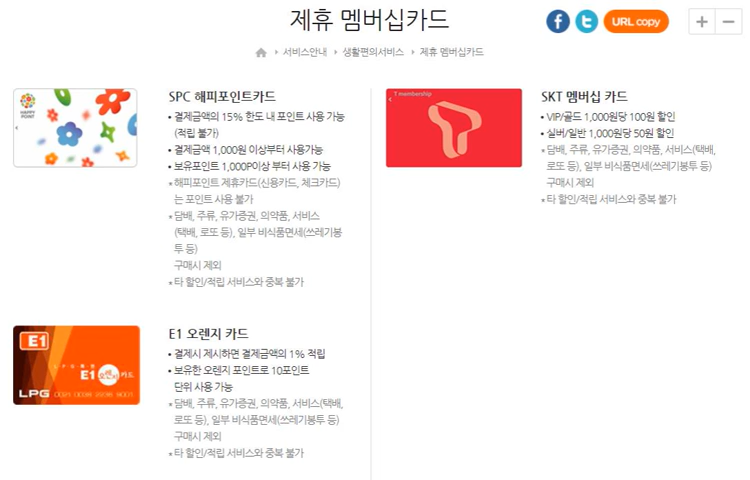 제휴 멤버십카드
URL copy
서비스안내 › 생활편의서비스 › 제휴 멤버십카드
HAPPY
POINT
SPC 해피포인트카드
• 결제금액의 15% 한도 내 포인트 사용 가능
(적립 불가)
• 결제금액 1,000원 이상부터 사용가능
• 보유포인트 1,000P이상 부터 사용 가능
* 해피포인트 제휴카드(신용카드, 체크카드)
는 포인트 사용 불가
* 담배, 주류, 유가증권, 의약품, 서비스
(택배, 로또 등), 일부 비식품면세(쓰레기봉
투 등)
구매시 제외
* 타 할인/적립 서비스와 중복 불가
T membership
SKT 멤버십 카드
• VIP/골드 1,000원당 100원 할인
• 실버/일반 1,000원당 50원 할인
* 담배, 주류, 유가증권, 의약품, 서비스(택배,
로또 등), 일부 비식품면세(쓰레기봉투 등)
구매시 제외
* 타 할인/적립 서비스와 중복 불가
E1
E1 오렌지카드
LPG
E1 오렌지 카드
• 결제시 제시하면 결제금액의 1% 적립
• 보유한 오렌지 포인트로 10포인트
단위 사용 가능
* 담배, 주류, 유가증권, 의약품, 서비스(택배,
로또 등), 일부 비식품면세(쓰레기봉투 등)
구매시 제외
* 타 할인/적립 서비스와 중복 불가